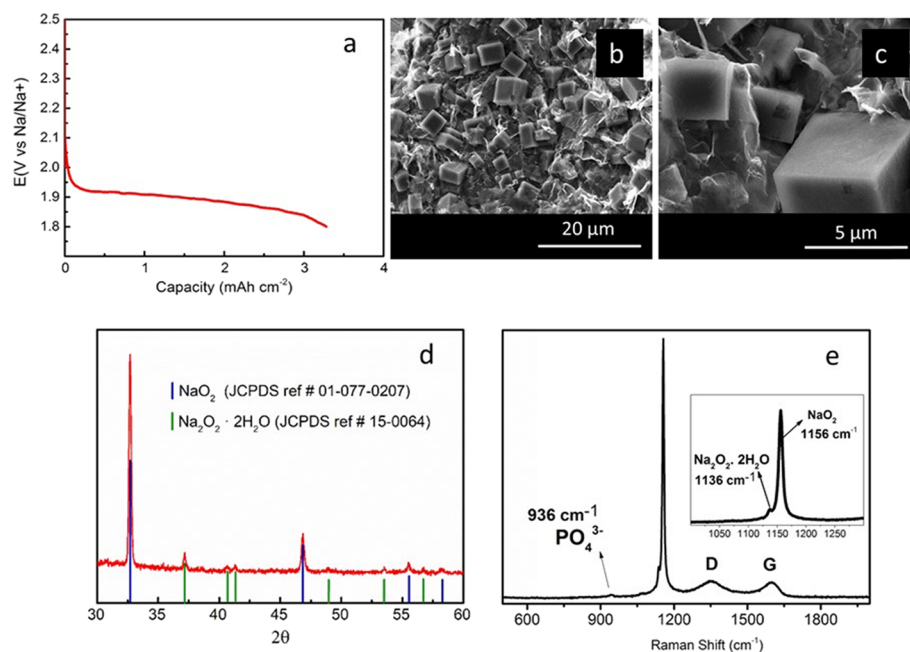 a
2.5
2.4
2.3
2.2
2.1
2.0
1.9
1.8
E(V vs Na/Na+)
0
1
2
3
4
Capacity (mAh cm⁻²)
b
20 µm
c
5 µm
d
NaO₂ (JCPDS ref # 01-077-0207)
Na₂O₂ · 2H₂O (JCPDS ref # 15-0064)
30
35
40
45
50
55
60
2θ
e
NaO₂
1156 cm⁻¹
Na₂O₂. 2H₂O
1136 cm⁻¹
1050
1100
1150
1200
1250
936 cm⁻¹
PO₄³⁻
D
G
600
900
1200
1500
1800
Raman Shift (cm⁻¹)